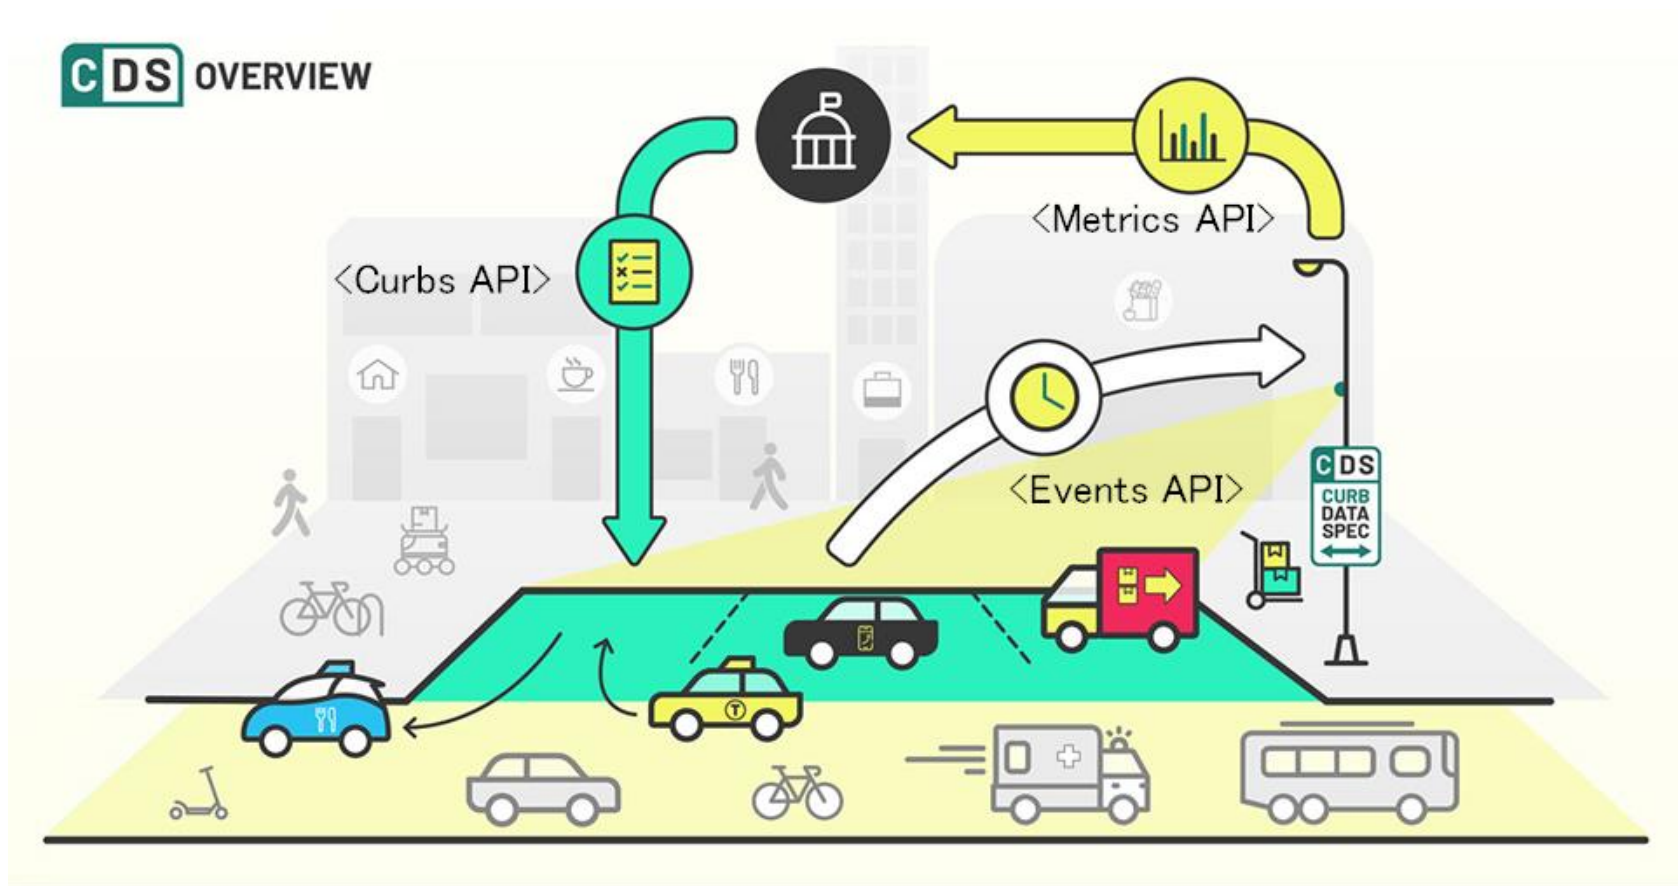 CDS OVERVIEW
<Metrics API>
<Curbs API>
<Events API>
CDS
CURB
DATA
SPEC
T